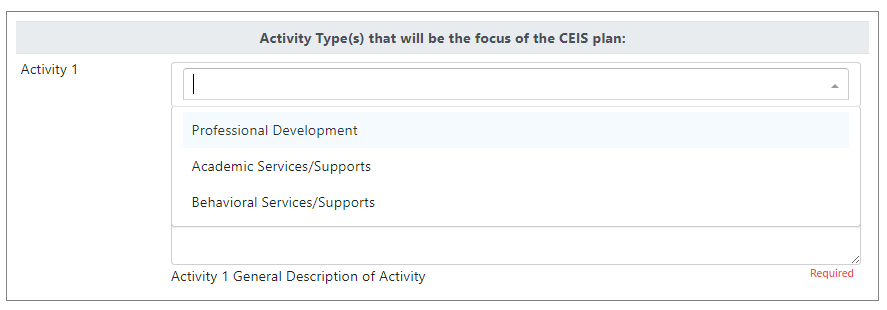 Activity Type(s) that will be the focus of the CEIS plan:
Activity 1
Professional Development
Academic Services/Supports
Behavioral Services/Supports
Activity 1 General Description of Activity
Required